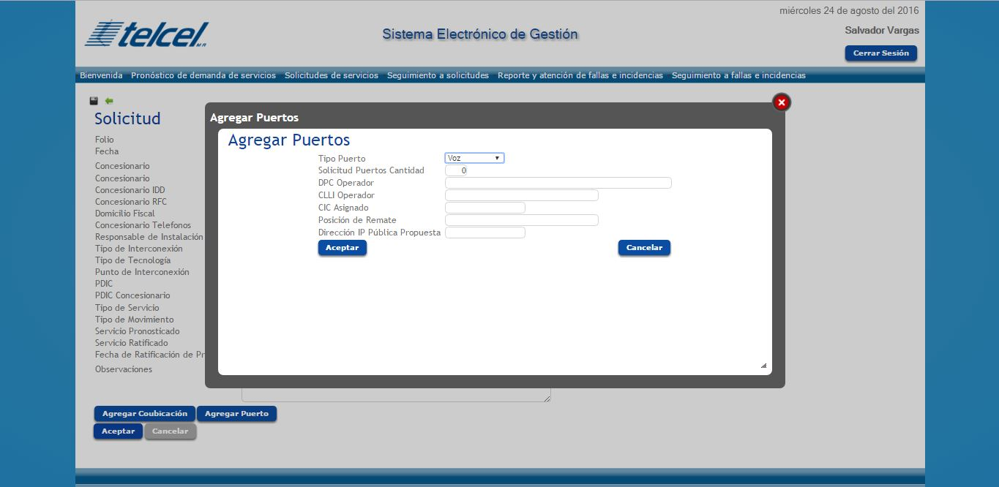 miércoles 24 de agosto del 2016
telcel MR
Sistema Electrónico de Gestión
Salvador Vargas
Cerrar Sesión
Bienvenida Pronóstico de demanda de servicios Solicitudes de servicios Seguimiento a solicitudes Reporte y atención de fallas e incidencias Seguimiento a fallas e incidencias
Solicitud
Folio
Fecha
Concesionario
Concesionario
Concesionario IDD
Concesionario RFC
Domicilio Fiscal
Concesionario Telefonos
Responsable de Instalación
Tipo de Interconexión
Tipo de Tecnología
Punto de Interconexión
PDIC
PDIC Concesionario
Tipo de Servicio
Tipo de Movimiento
Servicio Pronosticado
Servicio Ratificado
Fecha de Ratificación de Pr
Observaciones
Agregar Puertos
Agregar Puertos
Tipo Puerto Voz
Solicitud Puertos Cantidad 0
DPC Operador
CLLI Operador
CIC Asignado
Posición de Remate
Dirección IP Pública Propuesta
Aceptar Cancelar
Agregar Coubicación Agregar Puerto
Aceptar Cancelar